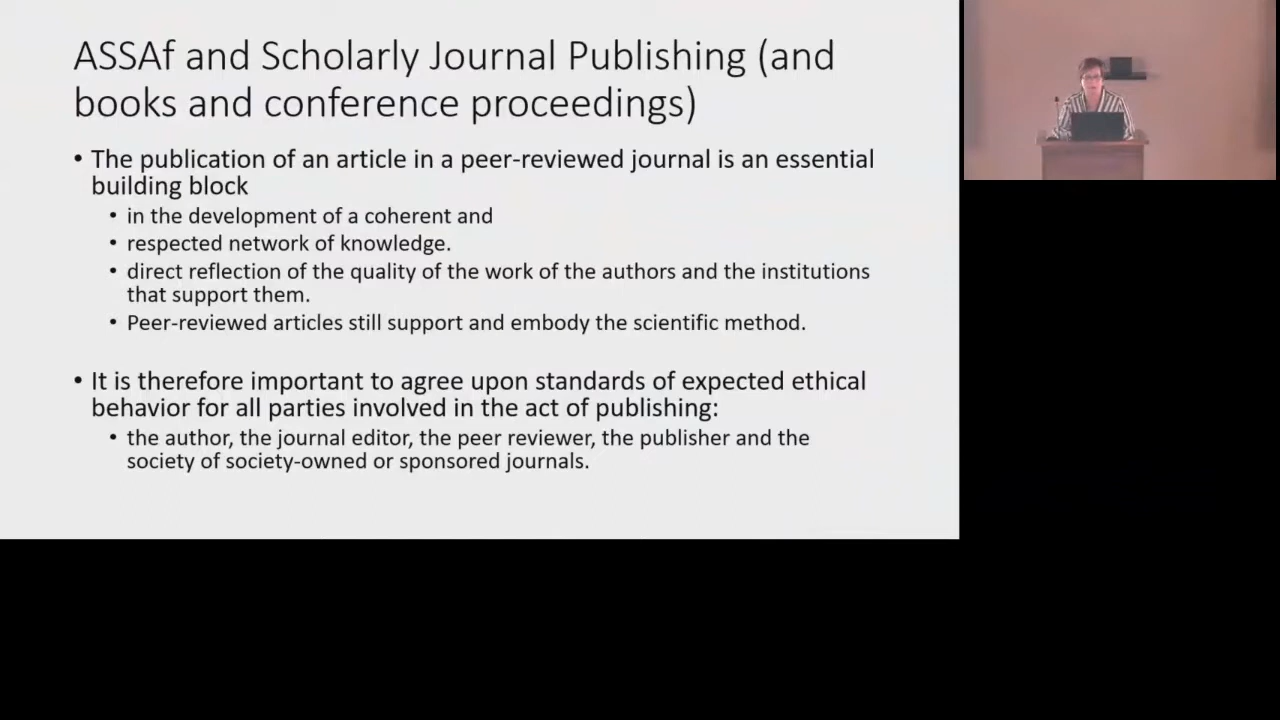 ASSAf and Scholarly Journal Publishing (and
books and conference proceedings)
• The publication of an article in a peer-reviewed journal is an essential
building block
• in the development of a coherent and
• respected network of knowledge.
• direct reflection of the quality of the work of the authors and the institutions
that support them.
• Peer-reviewed articles still support and embody the scientific method.
• It is therefore important to agree upon standards of expected ethical
behavior for all parties involved in the act of publishing:
• the author, the journal editor, the peer reviewer, the publisher and the
society of society-owned or sponsored journals.